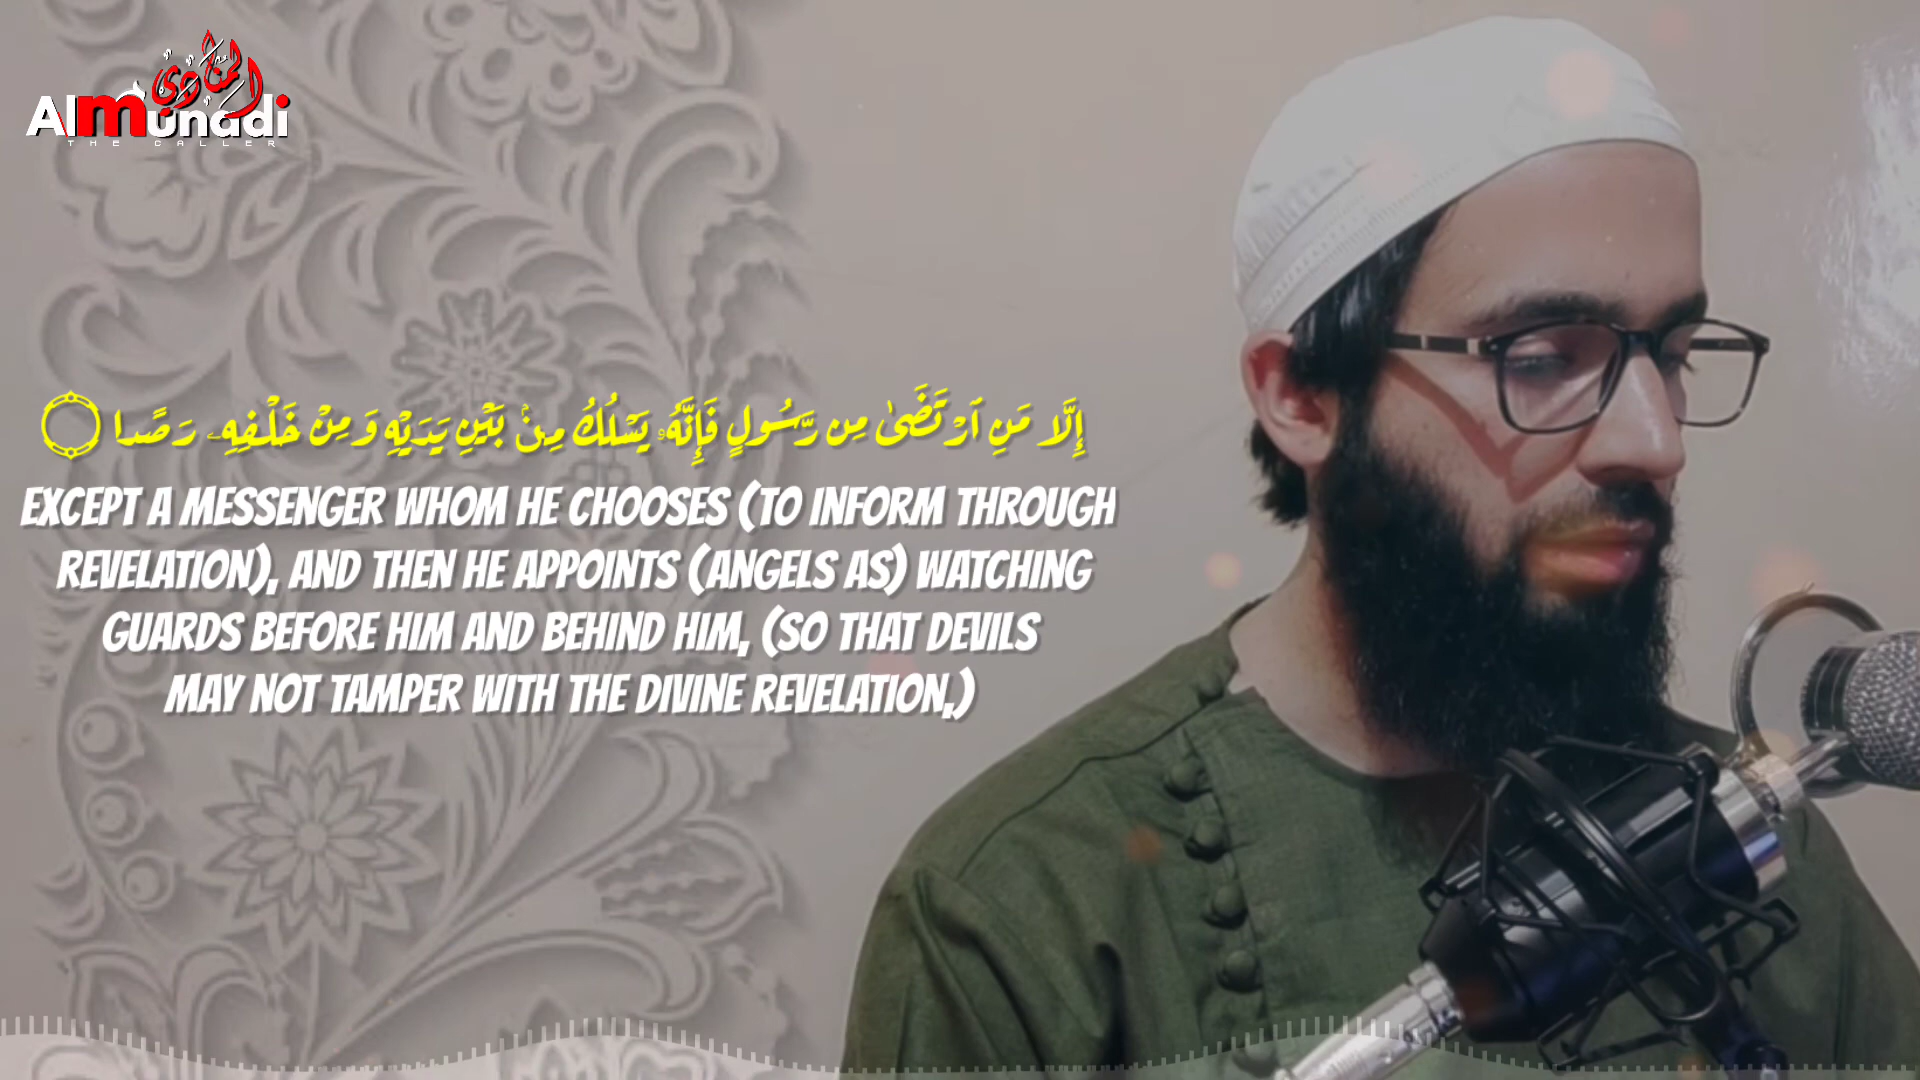 المنادي
Almunadi
THE CALLER
إِلَّا مَنِ ٱرْتَضَىٰ مِن رَّسُولٍ فَإِنَّهُۥ يَسْلُكُ مِنۢ بَيْنِ يَدَيْهِ وَمِنْ خَلْفِهِۦ رَصَدًا
EXCEPT A MESSENGER WHOM HE CHOOSES (TO INFORM THROUGH
REVELATION), AND THEN HE APPOINTS (ANGELS AS) WATCHING
GUARDS BEFORE HIM AND BEHIND HIM, (SO THAT DEVILS
MAY NOT TAMPER WITH THE DIVINE REVELATION,)